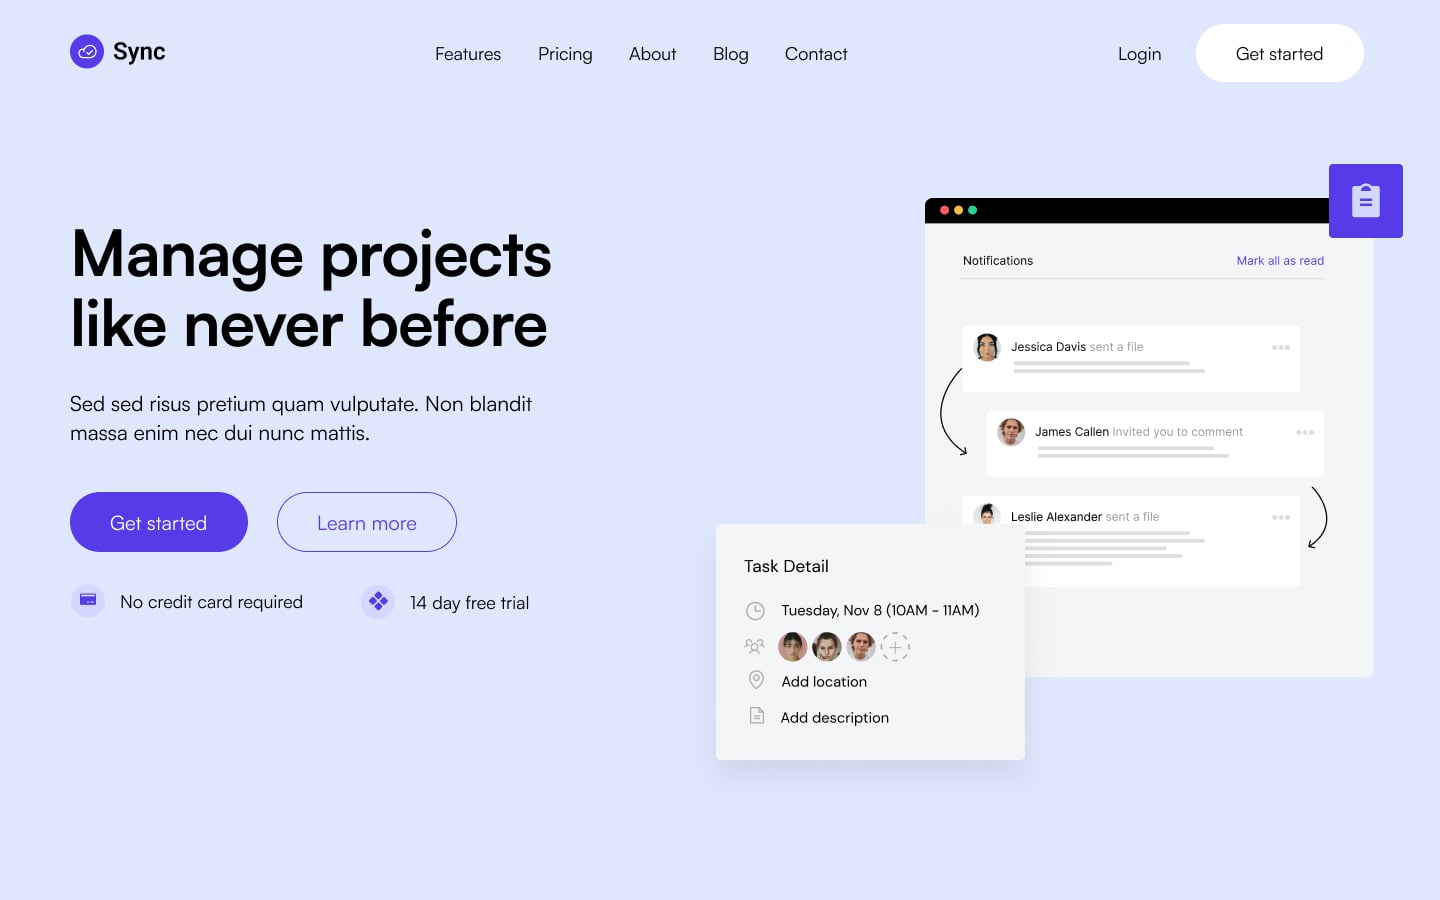 Sync
Features
Pricing
About
Blog
Contact
Login
Get started
Manage projects
like never before
Sed sed risus pretium quam vulputate. Non blandit
massa enim nec dui nunc mattis.
Get started
Learn more
No credit card required
14 day free trial
Notifications
Mark all as read
Jessica Davis sent a file
James Callen Invited you to comment
Leslie Alexander sent a file
Task Detail
Tuesday, Nov 8 (10AM - 11AM)
Add location
Add description